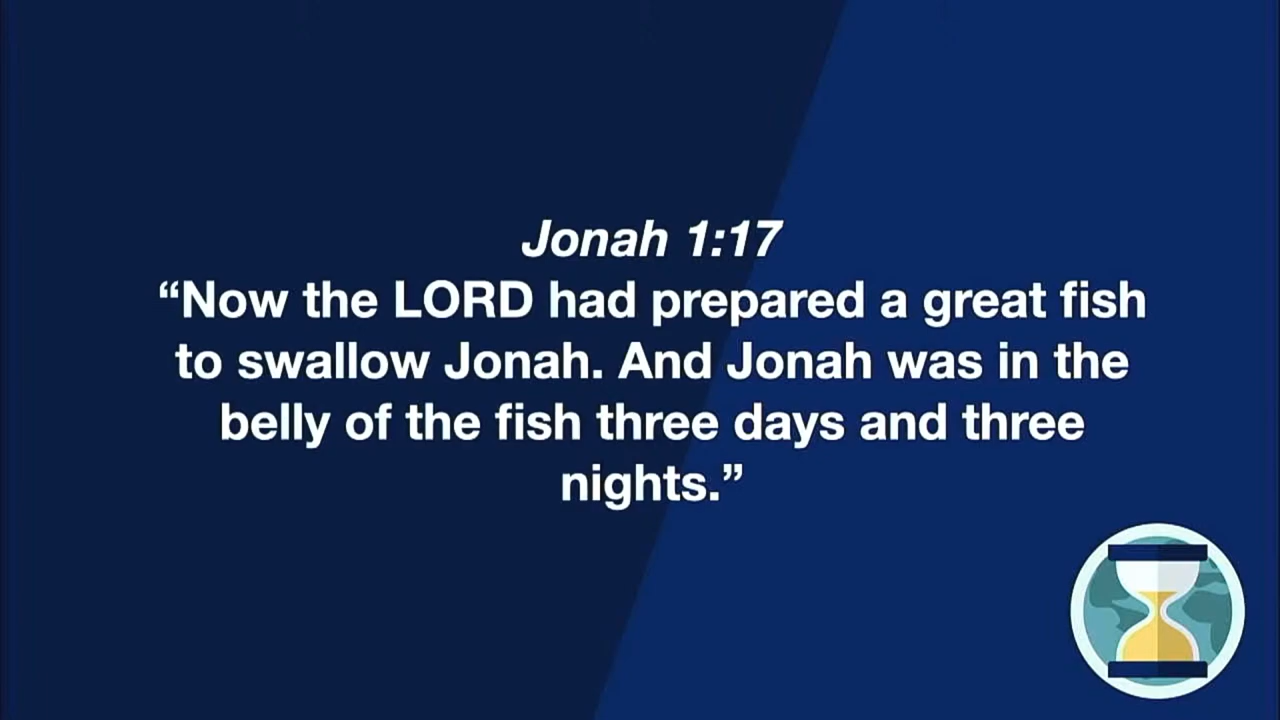 Jonah 1:17
“Now the LORD had prepared a great fish
to swallow Jonah. And Jonah was in the
belly of the fish three days and three
nights.”